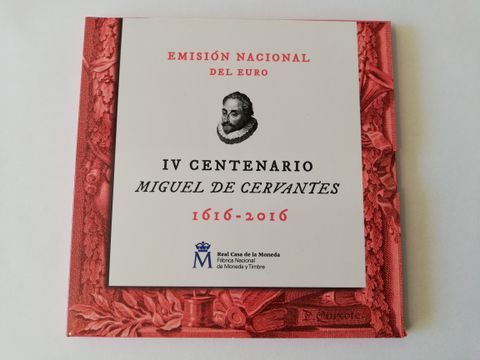 EMISIÓN NACIONAL
DEL EURO
IV CENTENARIO
MIGUEL DE CERVANTES
1616-2016
M
Real Casa de la Moneda
Fábrica Nacional
de Moneda y Timbre
D. Quixote.